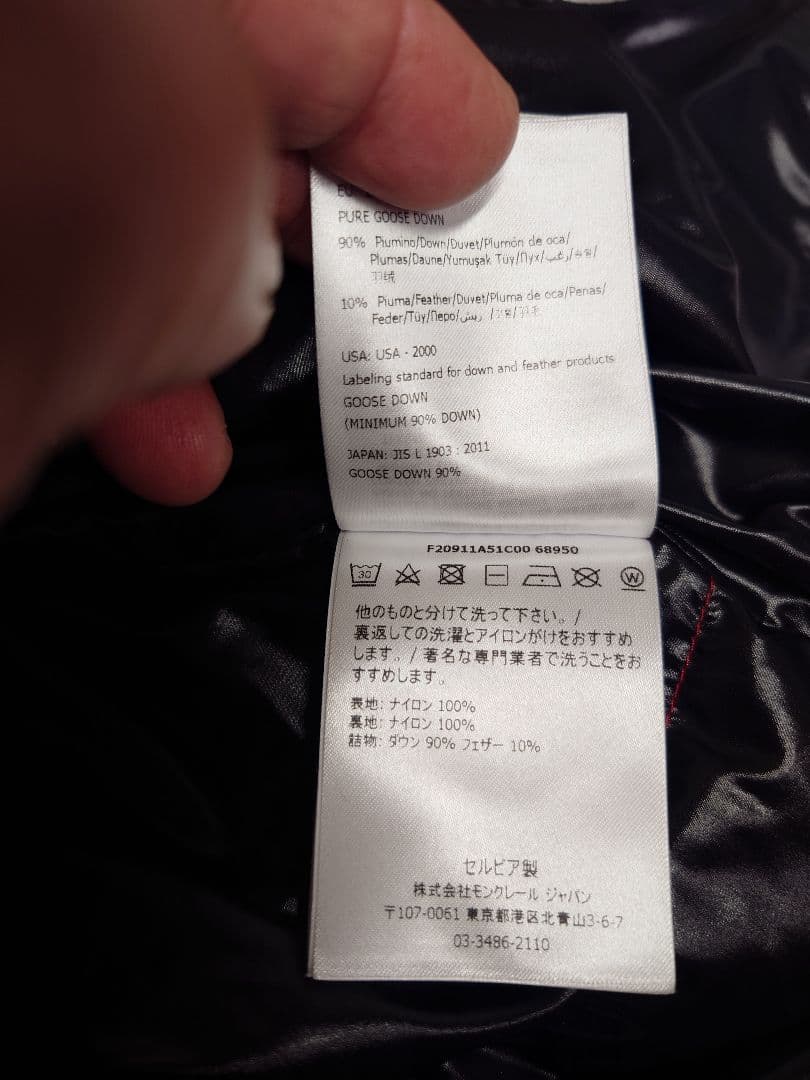 PURE GOOSE DOWN
90% Piumino/Down/Duvet/Plumón de oca/
Plumas/Daune/Yumuşak Tüy/Пух/زغب/
羽绒
10% Piuma/Feather/Duvet/Pluma de oca/Penas/
Feder/Tüy/Перо/ريش/
USA: USA - 2000
Labeling standard for down and feather products
GOOSE DOWN
(MINIMUM 90% DOWN)
JAPAN: JIS L 1903 : 2011
GOOSE DOWN 90%
F20911A51C00 68950
30 W
他のものと分けて洗って下さい。/
裏返しての洗濯とアイロンがけをおすすめ
します。/ 著名な専門業者で洗うことをお
すすめします。
表地: ナイロン 100%
裏地: ナイロン 100%
詰物: ダウン 90% フェザー 10%
セルビア製
株式会社モンクレール ジャパン
〒107-0061 東京都港区北青山3-6-7
03-3486-2110